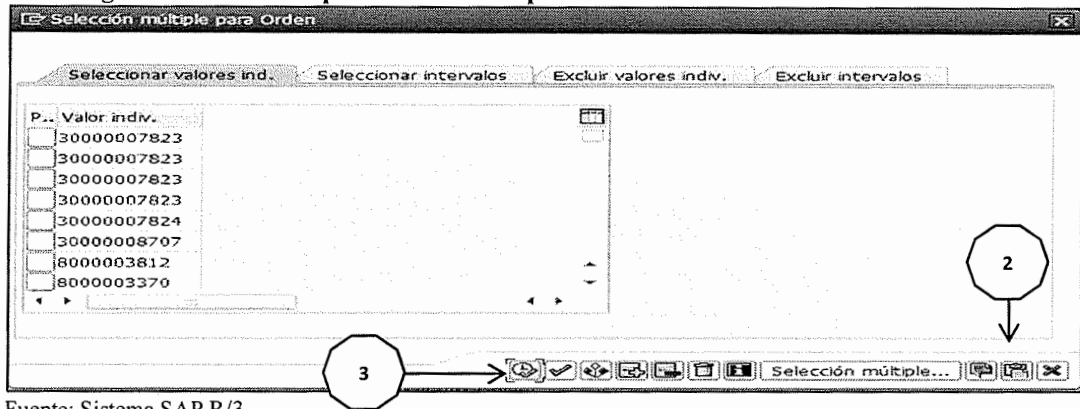 Selección múltiple para Orden
Seleccionar valores ind. Seleccionar intervalos Excluir valores indiv. Excluir intervalos
P.. Valor indiv.
30000007823
30000007823
30000007823
30000007823
30000007824
30000008707
8000003812
8000003370
2
3
Selección múltiple...
Fuente: Sistema SAP R/3